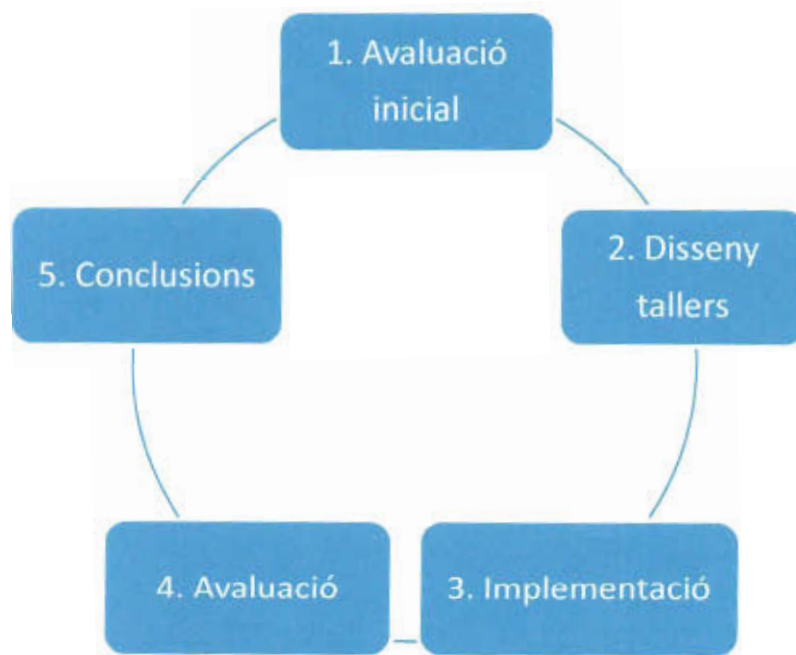 1. Avaluació
inicial
2. Disseny
tallers
3. Implementació
4. Avaluació
5. Conclusions